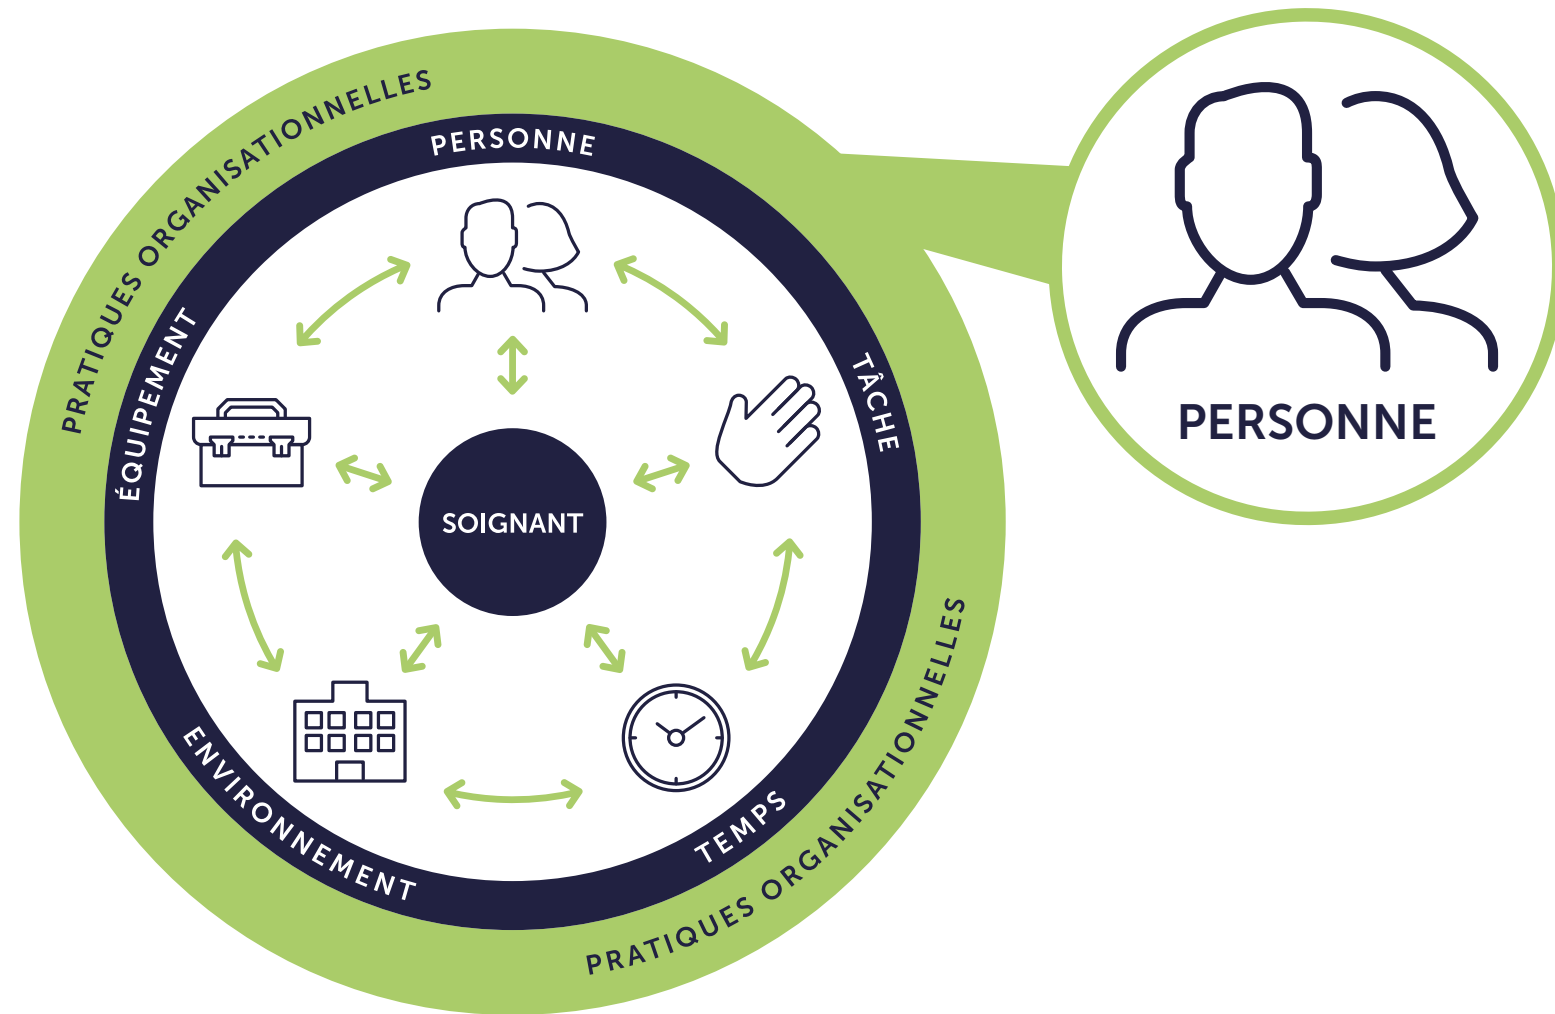 PRATIQUES ORGANISATIONNELLES
PERSONNE
ÉQUIPEMENT
TÂCHE
SOIGNANT
ENVIRONNEMENT
TEMPS
PRATIQUES ORGANISATIONNELLES
PERSONNE